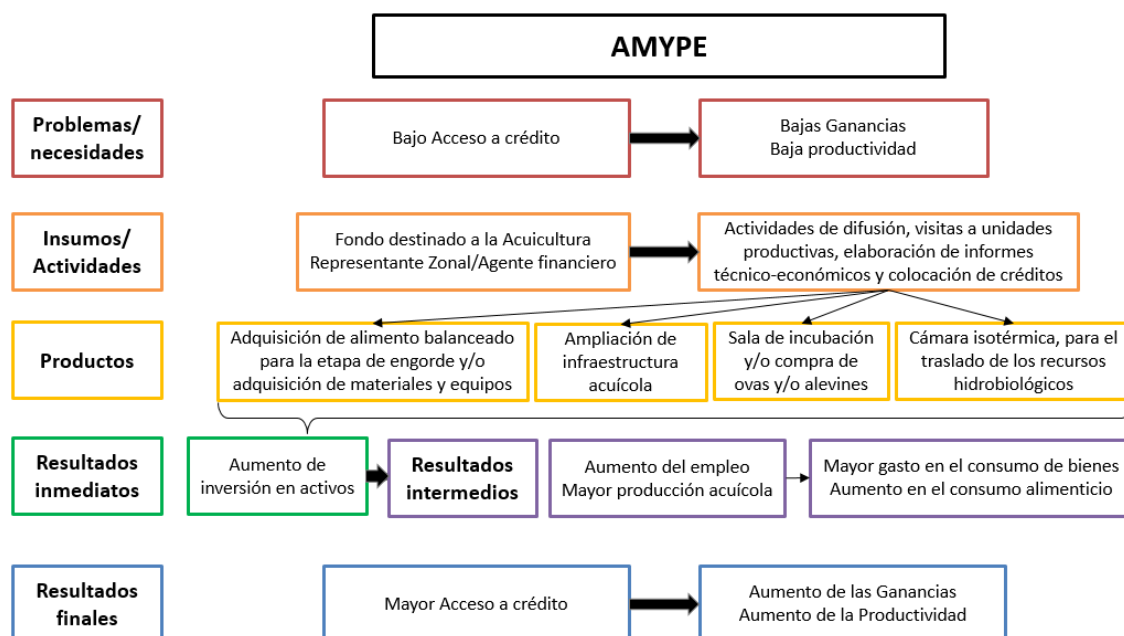 AMYPE
Problemas/
necesidades
Bajo Acceso a crédito
Bajas Ganancias
Baja productividad
Insumos/
Actividades
Fondo destinado a la Acuicultura
Representante Zonal/Agente financiero
Actividades de difusión, visitas a unidades
productivas, elaboración de informes
técnico-económicos y colocación de créditos
Productos
Adquisición de alimento balanceado
para la etapa de engorde y/o
adquisición de materiales y equipos
Ampliación de
infraestructura
acuícola
Sala de incubación
y/o compra de
ovas y/o alevines
Cámara isotérmica, para el
traslado de los recursos
hidrobiológicos
Resultados
inmediatos
Aumento de
inversión en activos
Resultados
intermedios
Aumento del empleo
Mayor producción acuícola
Mayor gasto en el consumo de bienes
Aumento en el consumo alimenticio
Resultados
finales
Mayor Acceso a crédito
Aumento de las Ganancias
Aumento de la Productividad